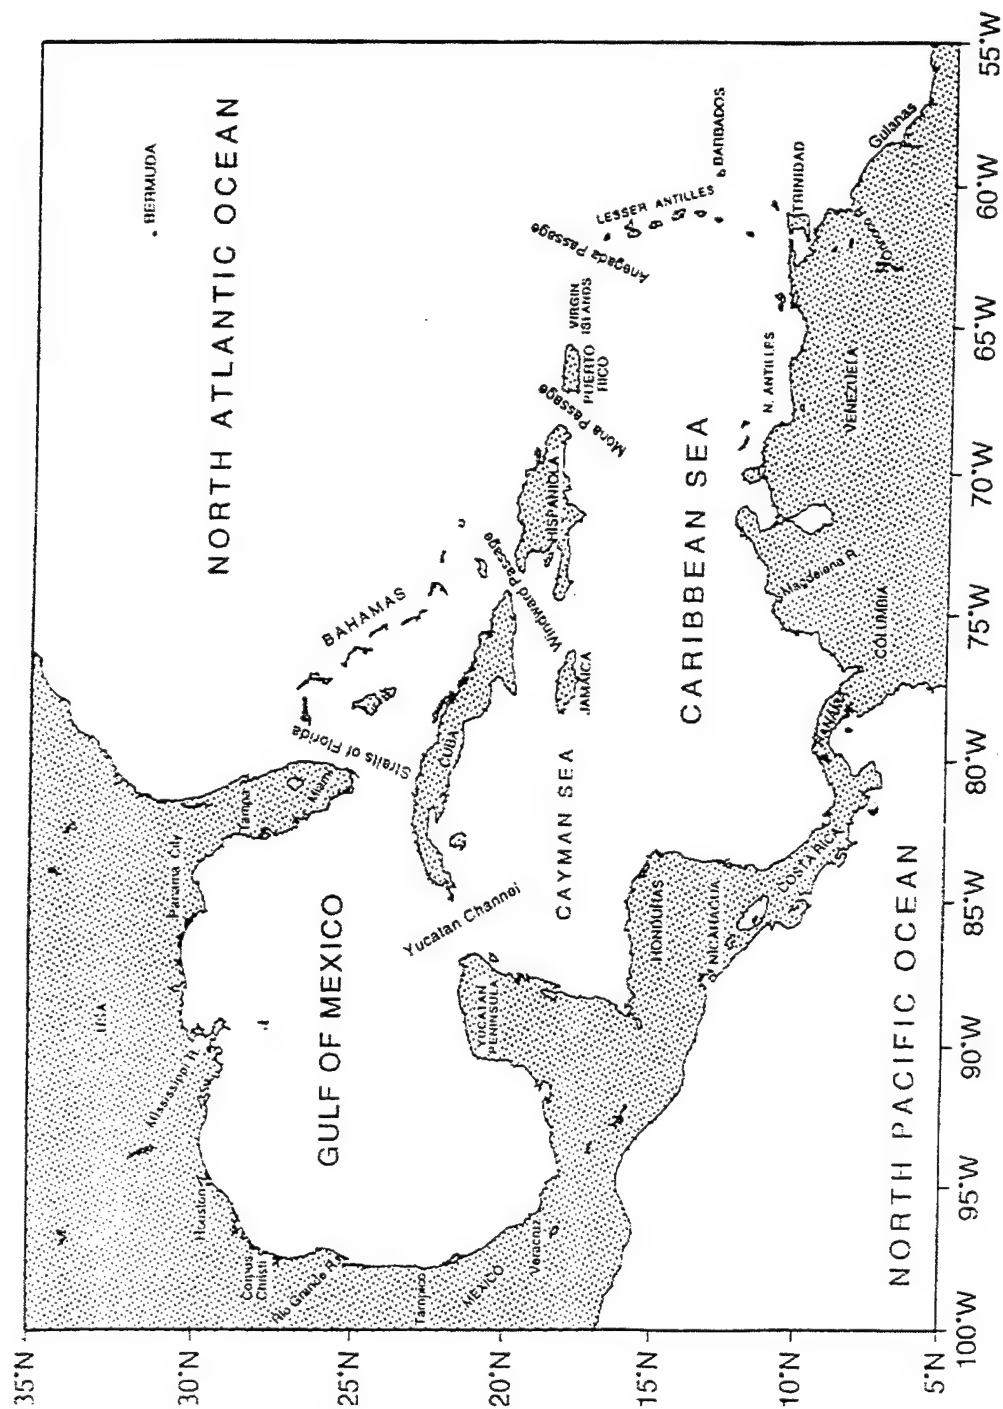 NORTH ATLANTIC OCEAN
BERMUDA
USA
Mississippi R.
Panama City
Tampa
Miami
Houston
Corpus
Christi
Rio Grande R.
Tampico
MEXICO
Veracruz
GULF OF MEXICO
Straits of Florida
BAHAMAS
CUBA
Yucatan Channel
YUCATAN
PENINSULA
CAYMAN SEA
JAMAICA
Windward Passage
HISPANIOLA
Mona Passage
PUERTO
RICO
VIRGIN
ISLANDS
Anegada Passage
LESSER ANTILLES
BARBADOS
TRINIDAD
CARIBBEAN SEA
N. ANTILLES
HONDURAS
NICARAGUA
COSTA RICA
PANAMA
COLUMBIA
Magdelena R.
VENEZUELA
Guianas
NORTH PACIFIC OCEAN
35°N
30°N
25°N
20°N
15°N
10°N
5°N
100°W
95°W
90°W
85°W
80°W
75°W
70°W
65°W
60°W
55°W